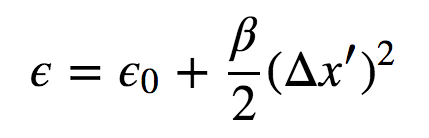 ϵ = ϵ₀ + β/2 (Δx′)²